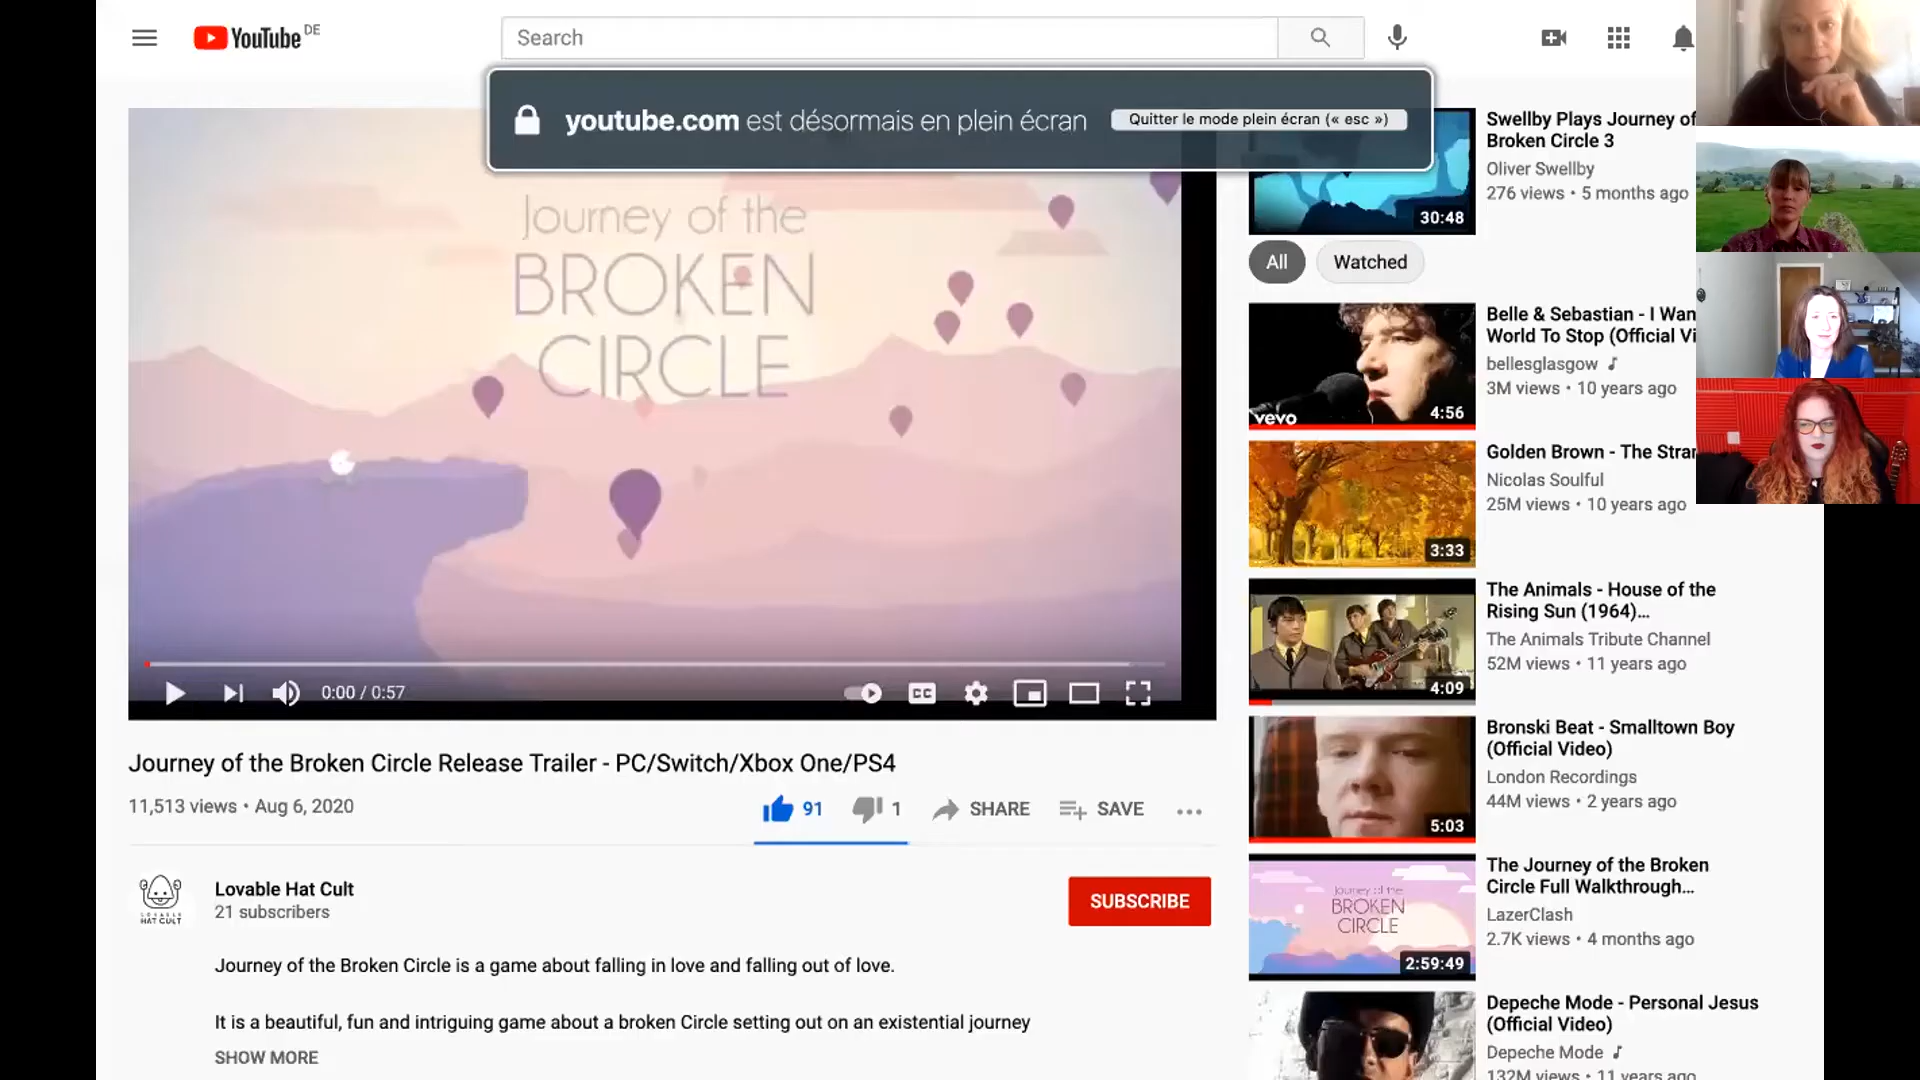 YouTube DE
Search
youtube.com est désormais en plein écran
Quitter le mode plein écran (« esc »)
Journey of the
BROKEN
CIRCLE
0:00 / 0:57
CC
Journey of the Broken Circle Release Trailer - PC/Switch/Xbox One/PS4
11,513 views • Aug 6, 2020
91
1
SHARE
SAVE
Lovable Hat Cult
21 subscribers
LOVABLE
HAT CULT
SUBSCRIBE
Journey of the Broken Circle is a game about falling in love and falling out of love.
It is a beautiful, fun and intriguing game about a broken Circle setting out on an existential journey
SHOW MORE
30:48
Swellby Plays Journey of
Broken Circle 3
Oliver Swellby
276 views • 5 months ago
All
Watched
vevo
4:56
Belle & Sebastian - I Wan
World To Stop (Official Vi
bellesglasgow
3M views • 10 years ago
3:33
Golden Brown - The Stran
Nicolas Soulful
25M views • 10 years ago
4:09
The Animals - House of the
Rising Sun (1964)...
The Animals Tribute Channel
52M views • 11 years ago
5:03
Bronski Beat - Smalltown Boy
(Official Video)
London Recordings
44M views • 2 years ago
Journey of the
BROKEN
CIRCLE
2:59:49
The Journey of the Broken
Circle Full Walkthrough...
LazerClash
2.7K views • 4 months ago
Depeche Mode - Personal Jesus
(Official Video)
Depeche Mode
132M views • 11 years ago